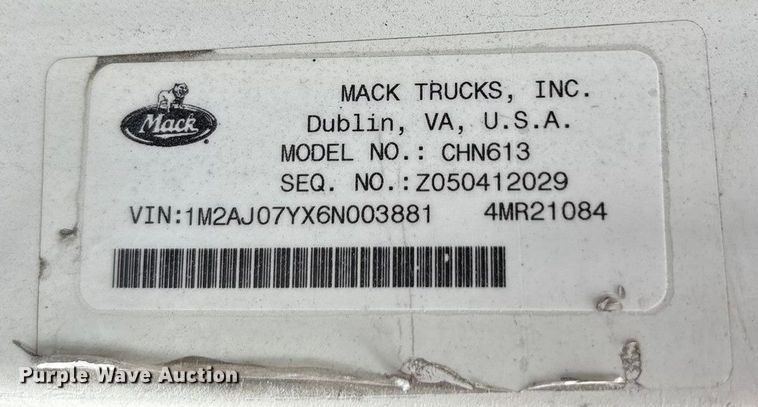 Mack
MACK TRUCKS, INC.
Dublin, VA, U.S.A.
MODEL NO.: CHN613
SEQ. NO.:Z050412029
VIN:1M2AJ07YX6N003881 4MR21084
Purple Wave Auction